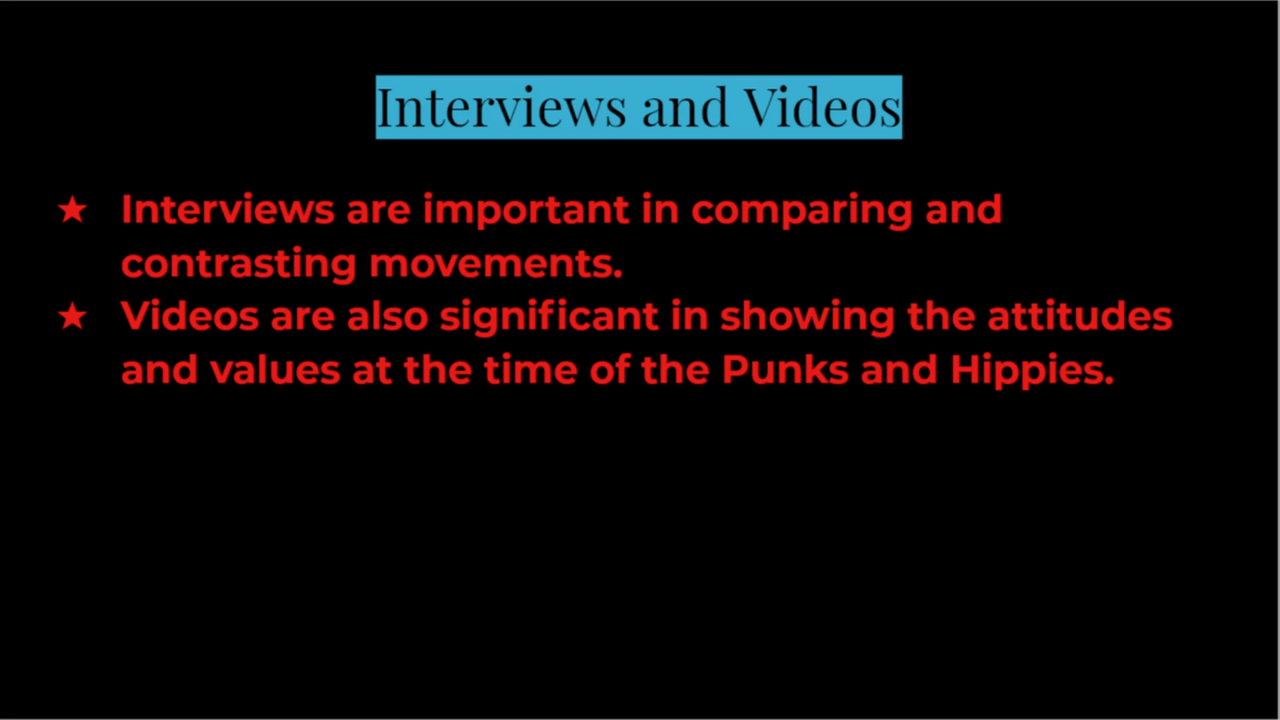 Interviews and Videos
★ Interviews are important in comparing and
contrasting movements.
★ Videos are also significant in showing the attitudes
and values at the time of the Punks and Hippies.